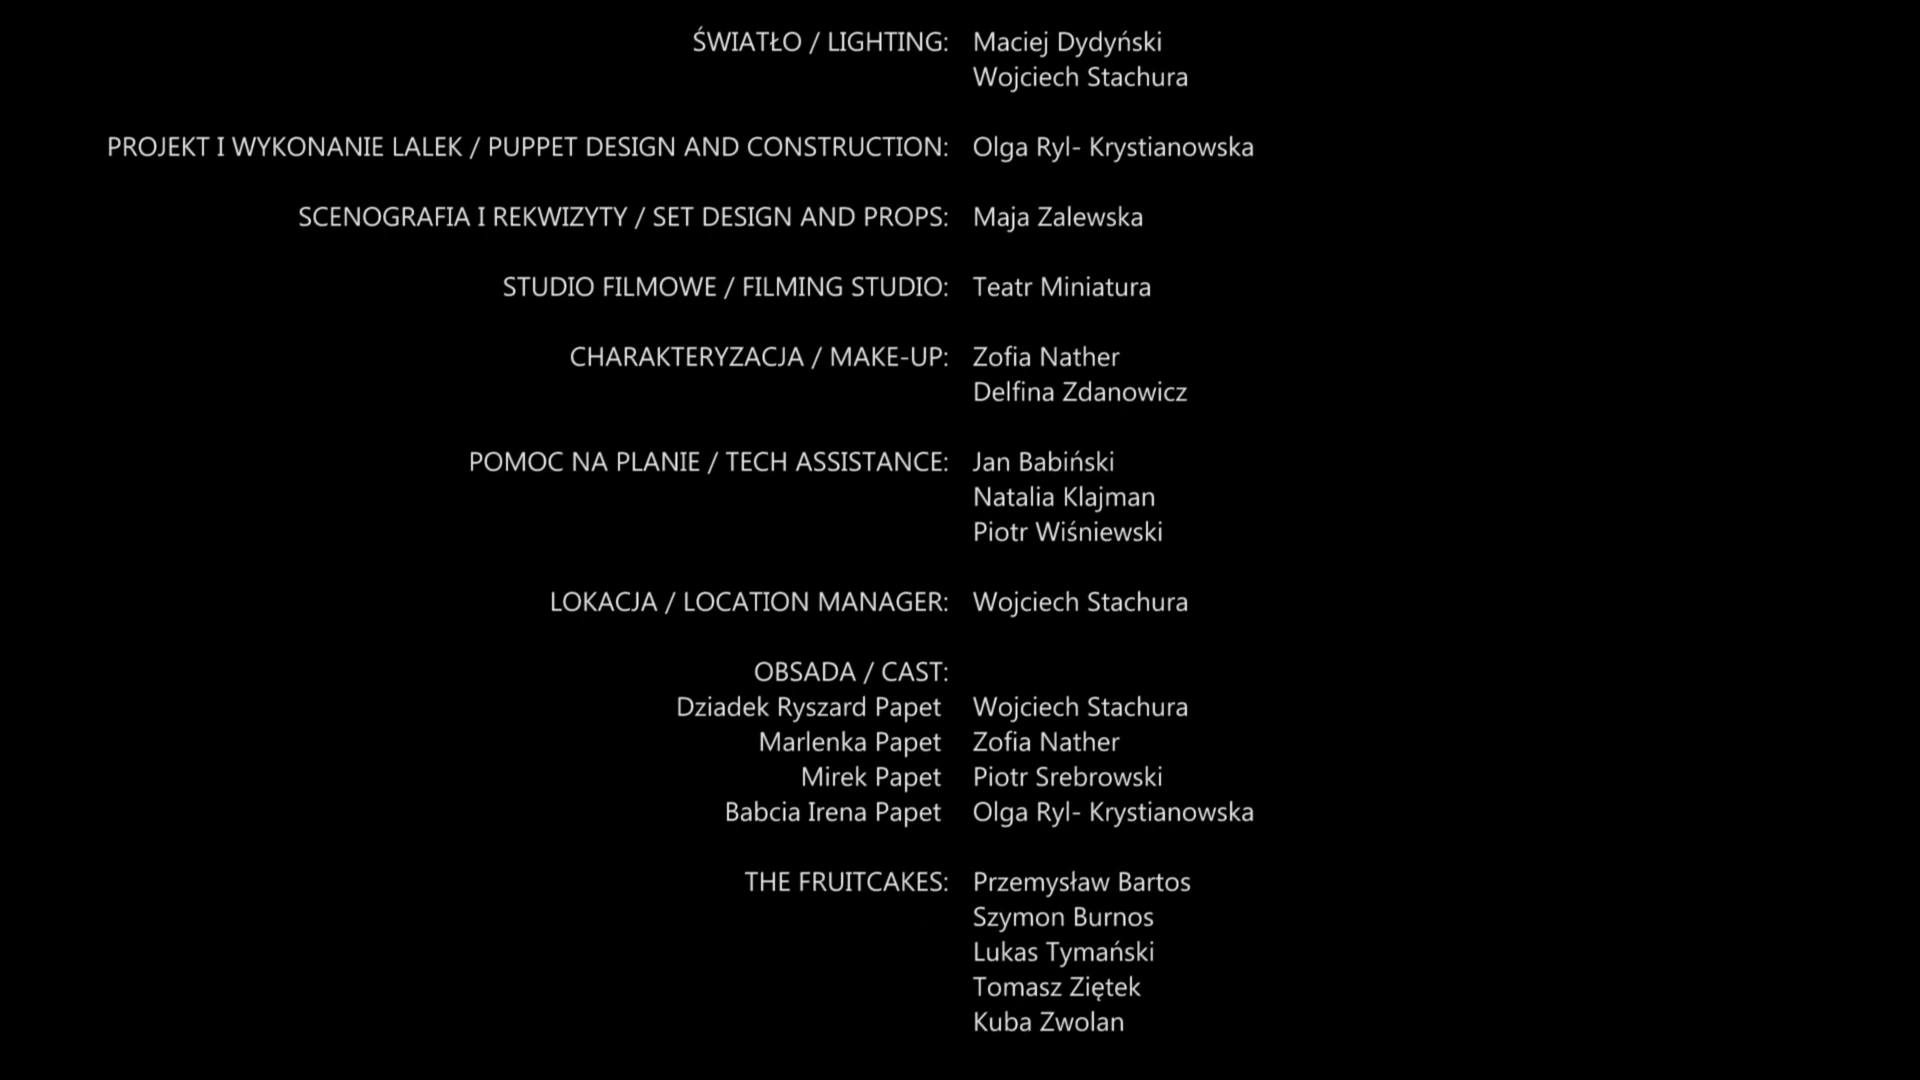 ŚWIATŁO / LIGHTING: Maciej Dydyński
Wojciech Stachura
PROJEKT I WYKONANIE LALEK / PUPPET DESIGN AND CONSTRUCTION: Olga Ryl- Krystianowska
SCENOGRAFIA I REKWIZYTY / SET DESIGN AND PROPS: Maja Zalewska
STUDIO FILMOWE / FILMING STUDIO: Teatr Miniatura
CHARAKTERYZACJA / MAKE-UP: Zofia Nather
Delfina Zdanowicz
POMOC NA PLANIE / TECH ASSISTANCE: Jan Babiński
Natalia Klajman
Piotr Wiśniewski
LOKACJA / LOCATION MANAGER: Wojciech Stachura
OBSADA / CAST:
Dziadek Ryszard Papet Wojciech Stachura
Marlenka Papet Zofia Nather
Mirek Papet Piotr Srebrowski
Babcia Irena Papet Olga Ryl- Krystianowska
THE FRUITCAKES: Przemysław Bartos
Szymon Burnos
Lukas Tymański
Tomasz Ziętek
Kuba Zwolan